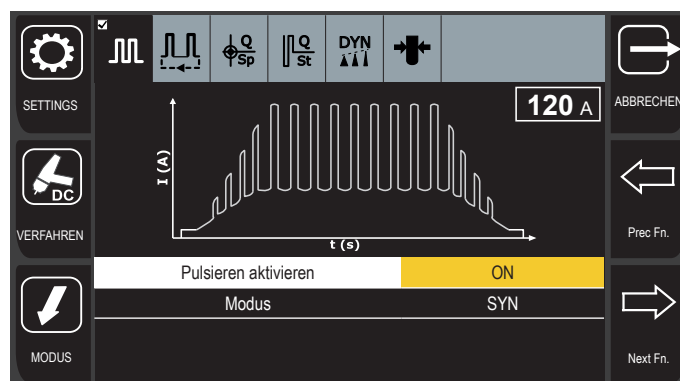 SETTINGS
DC
VERFAHREN
MODUS
Q
Sp
Q
St
DYN
120 A
I (A)
t (s)
Pulsieren aktivieren ON
Modus SYN
ABBRECHEN
Prec Fn.
Next Fn.